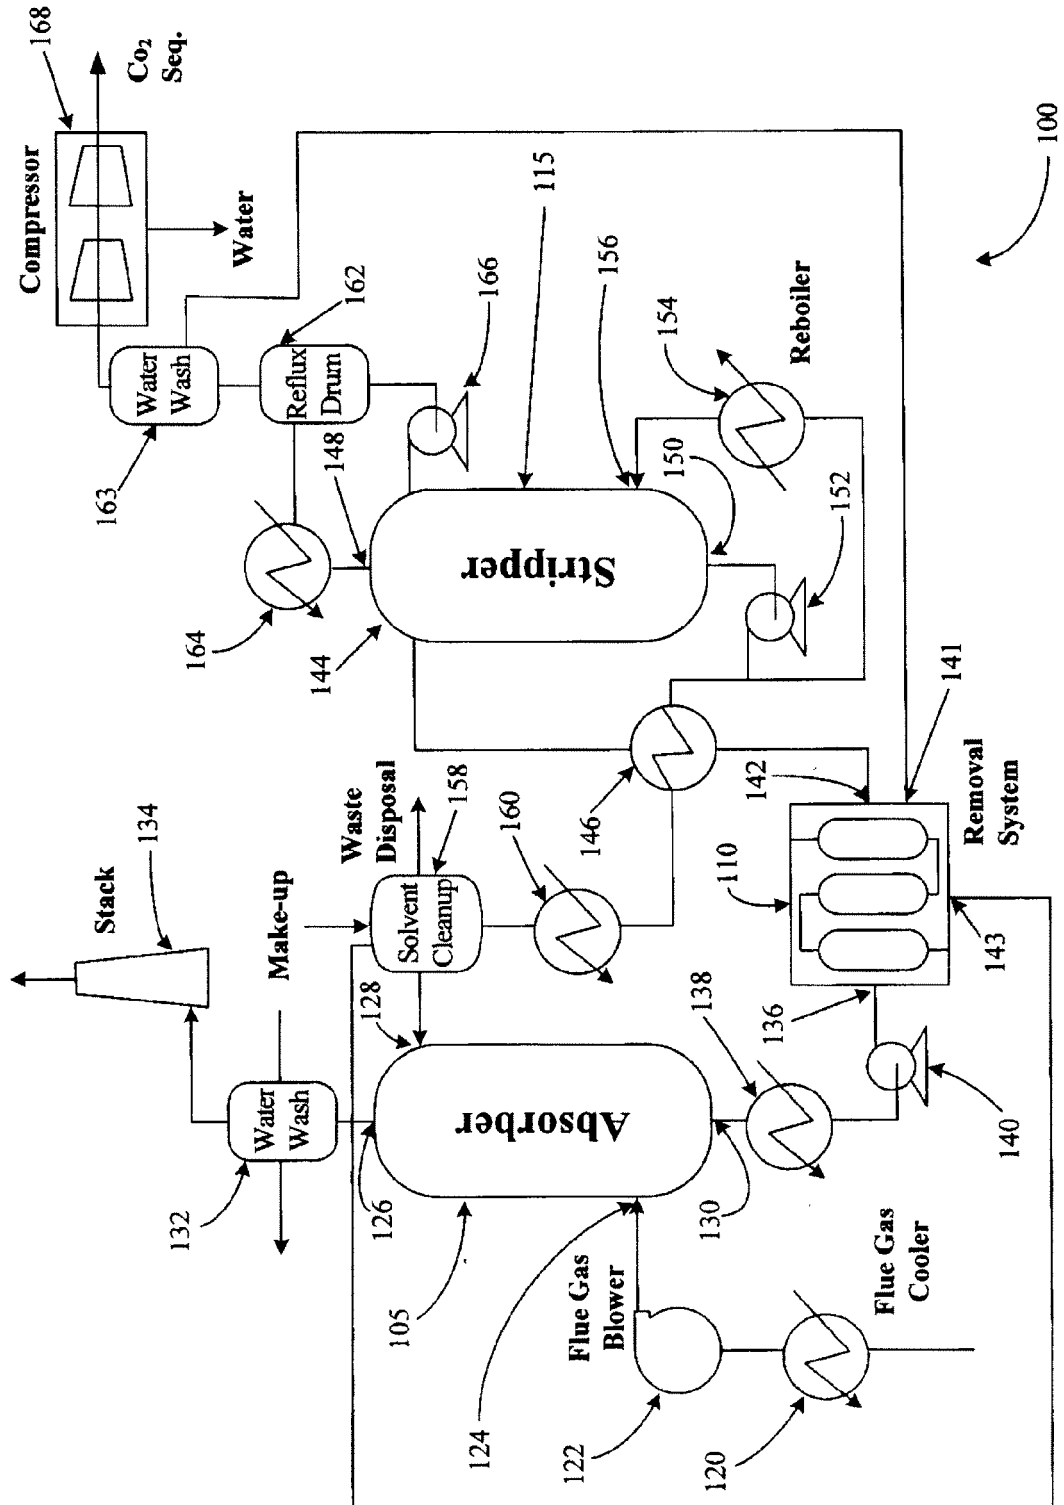 Stack
134
Water
Wash
132
Make-up
126
128
105
Absorber
124
Flue Gas
Blower
122
120
Flue Gas
Cooler
130
138
140
136
Waste
Disposal
Solvent
Cleanup
158
160
146
110
142
141
143
Removal
System
Compressor
168
Co₂
Seq.
Water
Water
Wash
163
Reflux
Drum
162
164
148
166
144
Stripper
115
156
154
Reboiler
150
152
100